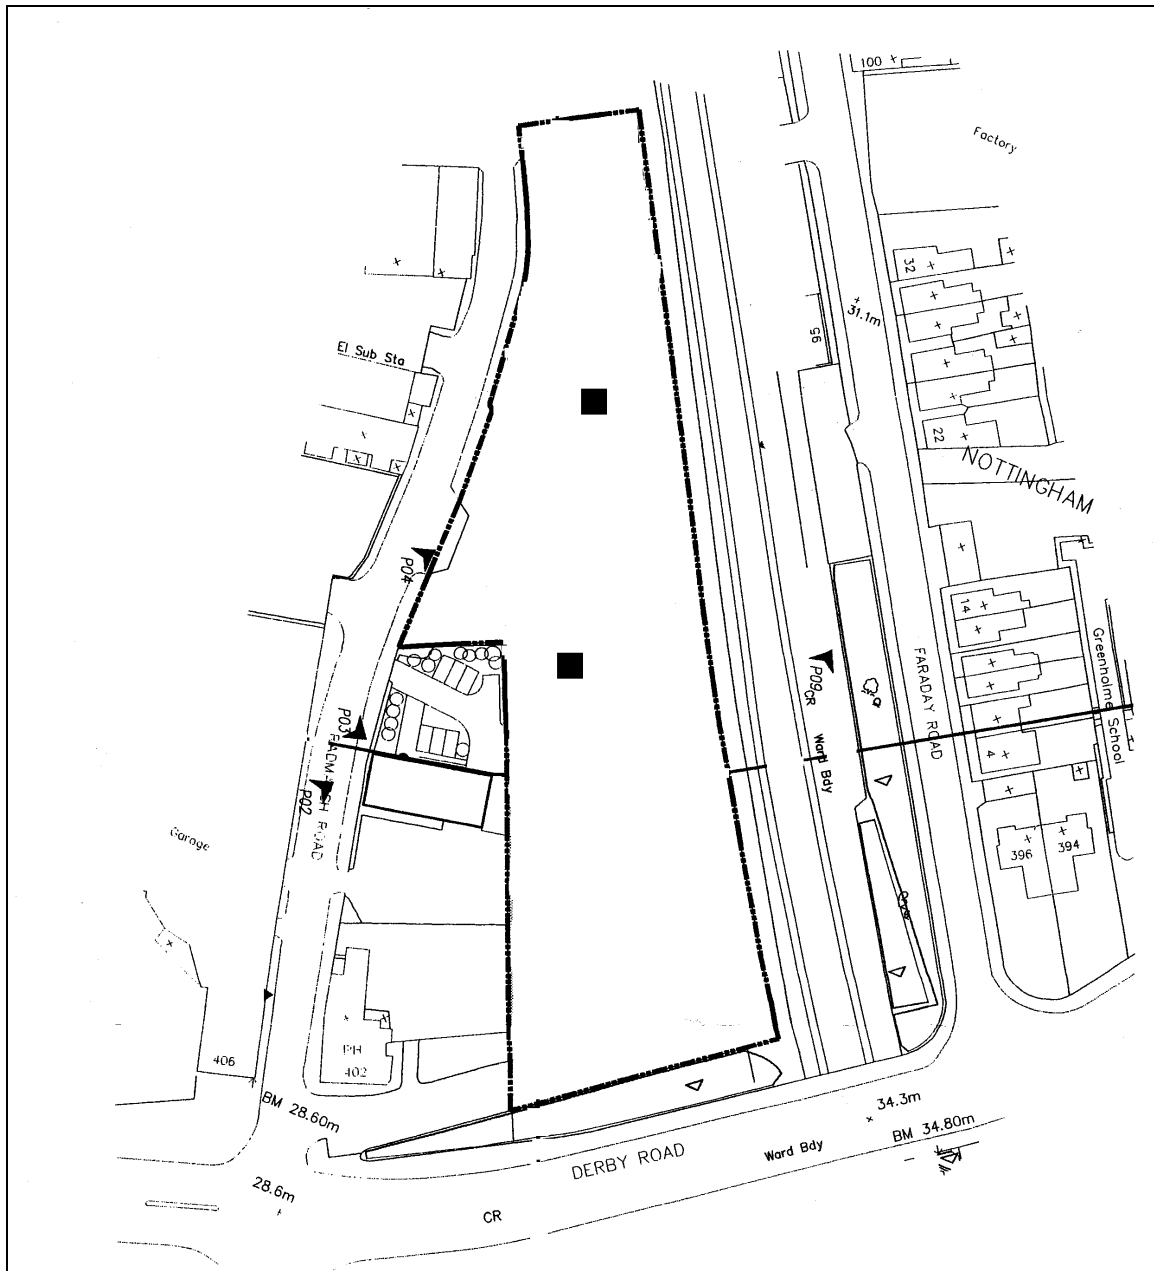 100
Factory
32
31.1m
95
El Sub Sta
22
NOTTINGHAM
P04
14
Greenholme School
P09
CR
FARADAY ROAD
P03
RADMARSH ROAD
P02
Ward Bdy
4
Garage
396
394
406
PH
402
BM 28.60m
34.3m
BM 34.80m
DERBY ROAD
Ward Bdy
28.6m
CR